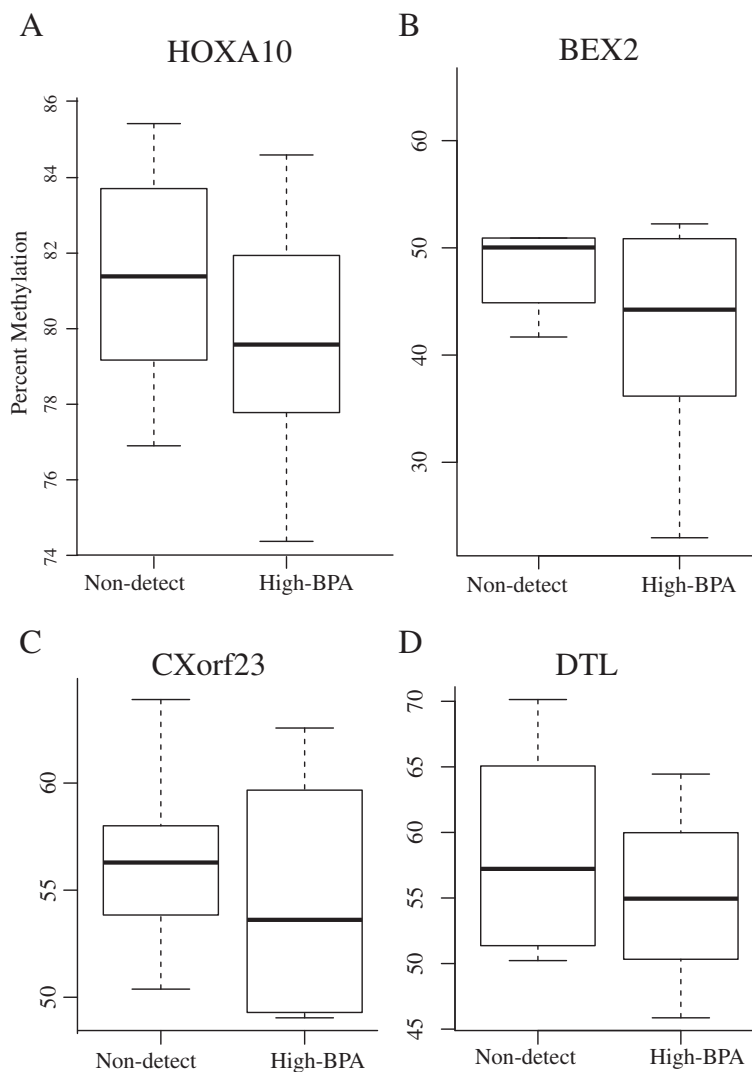 A
HOXA10
Percent Methylation
86
84
82
80
78
76
74
Non-detect High-BPA
B
BEX2
60
50
40
30
Non-detect High-BPA
C
CXorf23
60
55
50
Non-detect High-BPA
D
DTL
70
65
60
55
50
45
Non-detect High-BPA